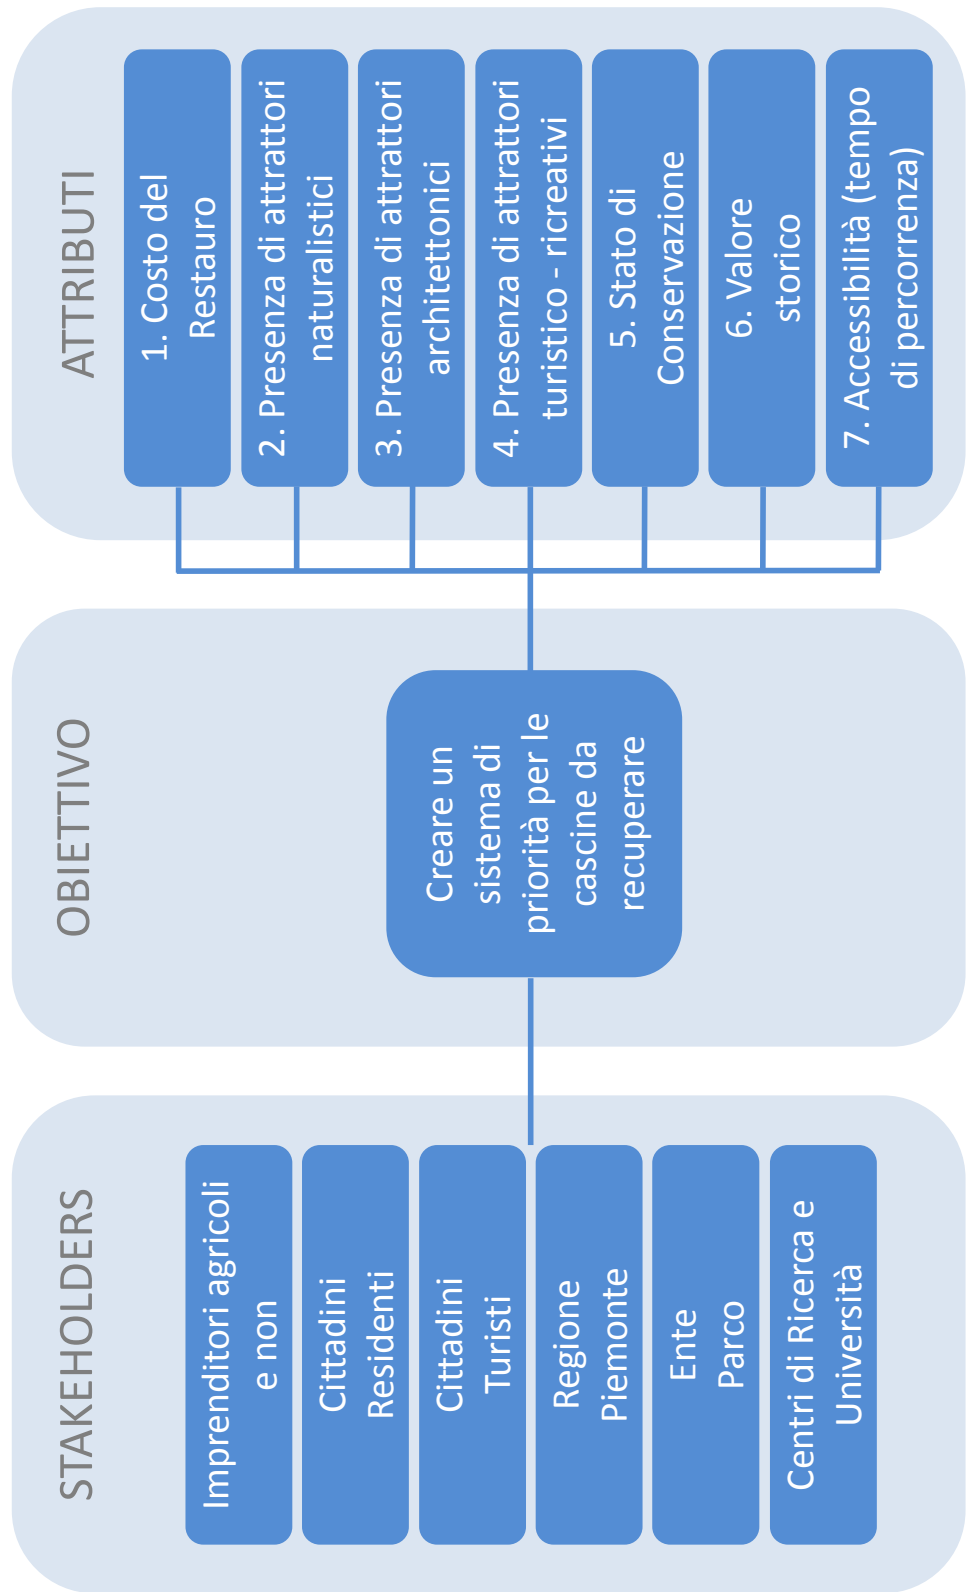 STAKEHOLDERS
Imprenditori agricoli
e non
Cittadini
Residenti
Cittadini
Turisti
Regione
Piemonte
Ente
Parco
Centri di Ricerca e
Università
OBIETTIVO
Creare un
sistema di
priorità per le
cascine da
recuperare
ATTRIBUTI
1. Costo del
Restauro
2. Presenza di attrattori
naturalistici
3. Presenza di attrattori
architettonici
4. Presenza di attrattori
turistico - ricreativi
5. Stato di
Conservazione
6. Valore
storico
7. Accessibilità (tempo
di percorrenza)